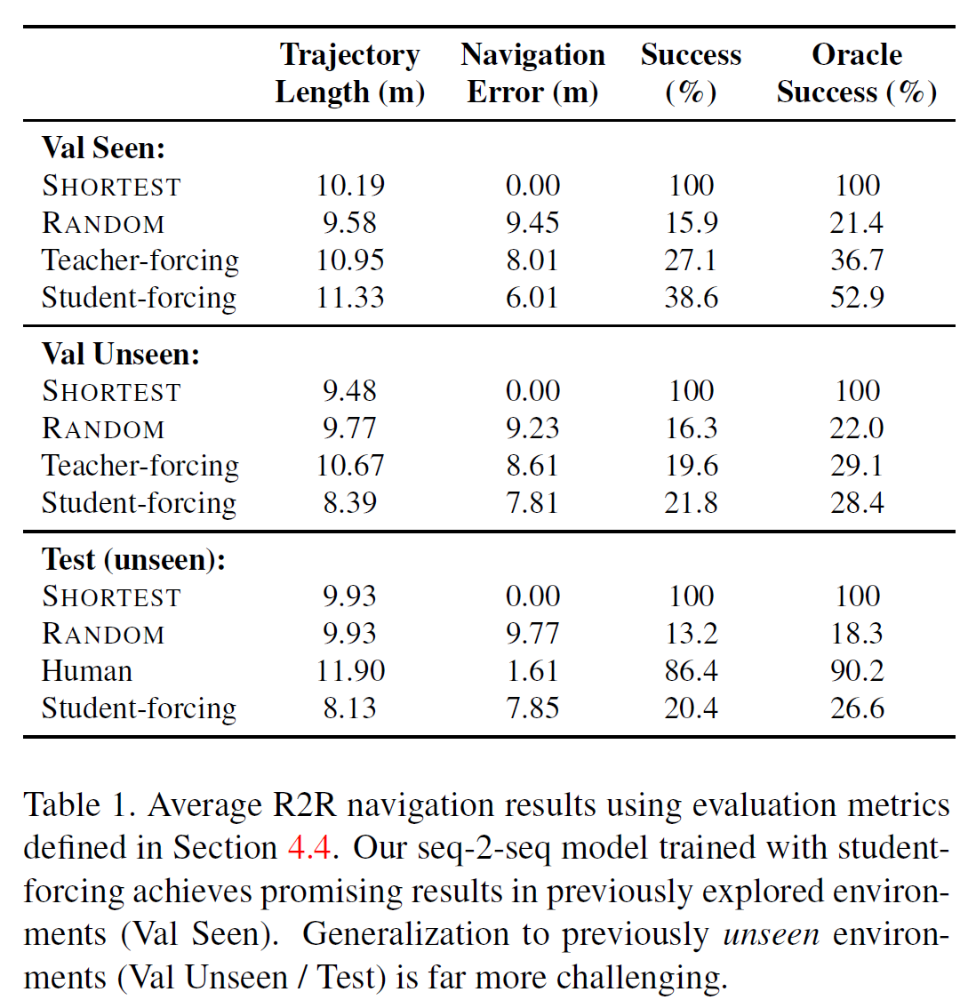 Trajectory Navigation Success Oracle
Length (m) Error (m) (%) Success (%)
Val Seen:
SHORTEST 10.19 0.00 100 100
RANDOM 9.58 9.45 15.9 21.4
Teacher-forcing 10.95 8.01 27.1 36.7
Student-forcing 11.33 6.01 38.6 52.9
Val Unseen:
SHORTEST 9.48 0.00 100 100
RANDOM 9.77 9.23 16.3 22.0
Teacher-forcing 10.67 8.61 19.6 29.1
Student-forcing 8.39 7.81 21.8 28.4
Test (unseen):
SHORTEST 9.93 0.00 100 100
RANDOM 9.93 9.77 13.2 18.3
Human 11.90 1.61 86.4 90.2
Student-forcing 8.13 7.85 20.4 26.6
Table 1. Average R2R navigation results using evaluation metrics
defined in Section 4.4. Our seq-2-seq model trained with student-
forcing achieves promising results in previously explored environ-
ments (Val Seen). Generalization to previously unseen environ-
ments (Val Unseen / Test) is far more challenging.